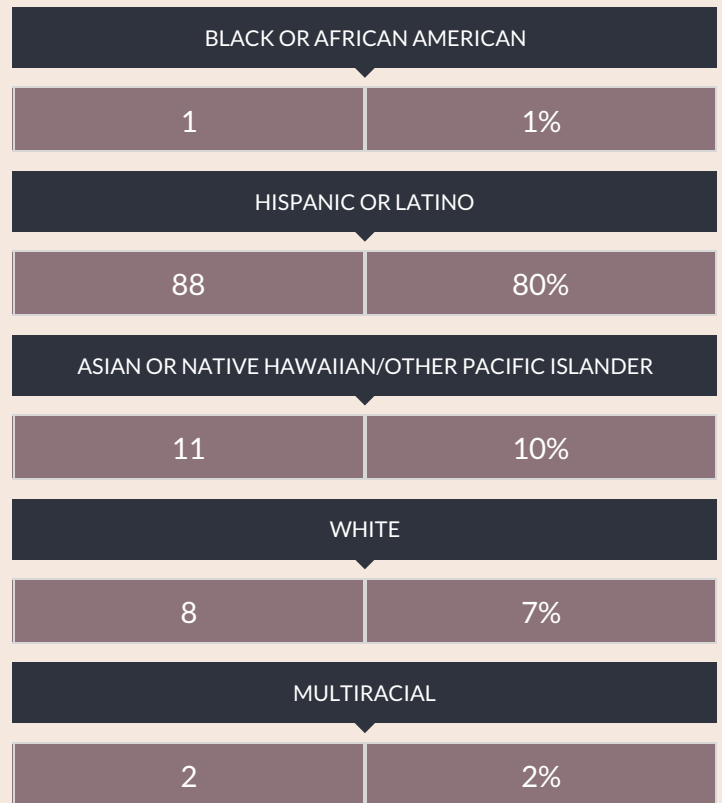 BLACK OR AFRICAN AMERICAN
1 1%
HISPANIC OR LATINO
88 80%
ASIAN OR NATIVE HAWAIIAN/OTHER PACIFIC ISLANDER
11 10%
WHITE
8 7%
MULTIRACIAL
2 2%